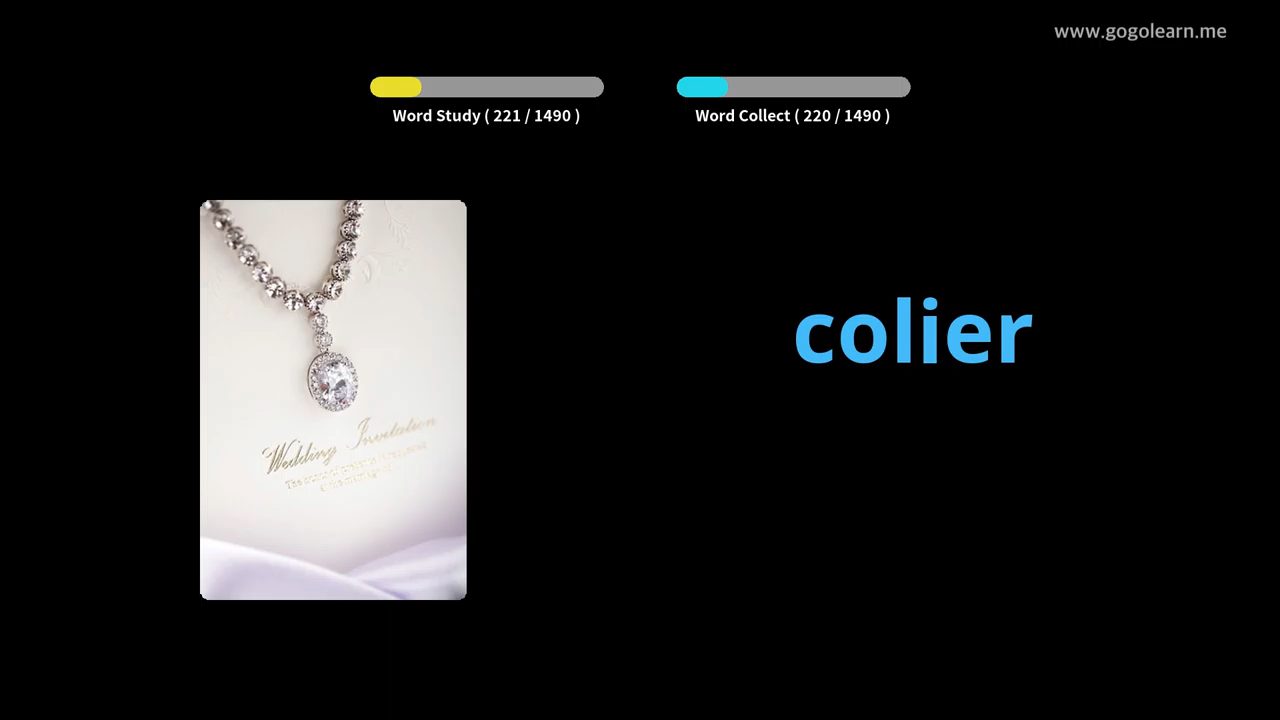 www.gogolearn.me
Word Study ( 221 / 1490 )
Word Collect ( 220 / 1490 )
colier
Wedding Invitation